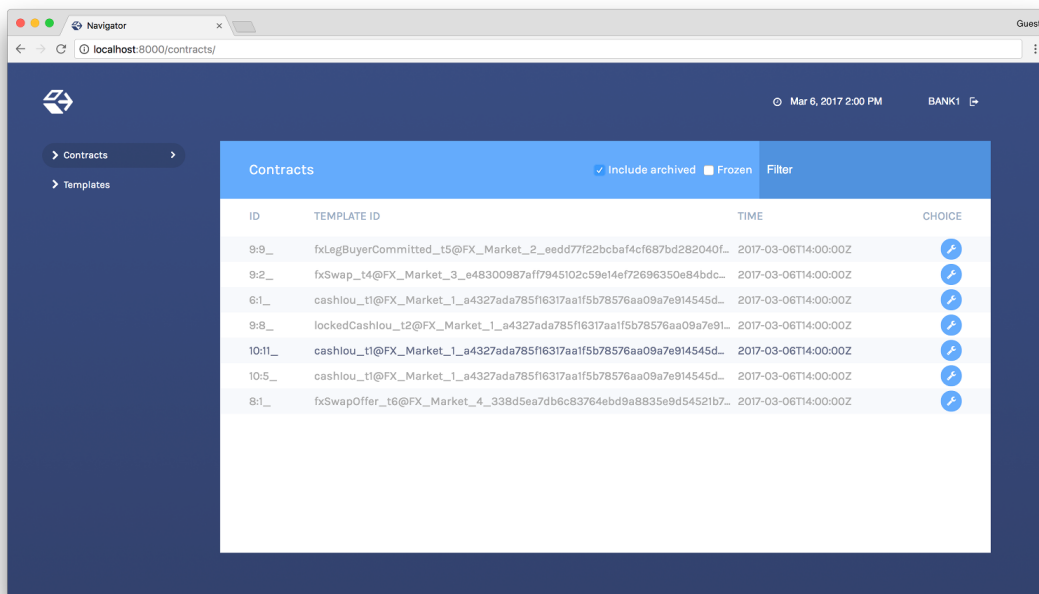 Navigator
Guest
localhost:8000/contracts/
Mar 6, 2017 2:00 PM
BANK1
Contracts
Templates
Contracts
Include archived
Frozen
Filter
ID TEMPLATE ID TIME CHOICE
9:9_ fxLegBuyerCommitted_t5@FX_Market_2_eedd77f22bcbaf4cf687bd282040f... 2017-03-06T14:00:00Z
9:2_ fxSwap_t4@FX_Market_3_e48300987aff7945102c59e14ef72696350e84bdc... 2017-03-06T14:00:00Z
6:1_ cashIou_t1@FX_Market_1_a4327ada785f16317aa1f5b78576aa09a7e914545d... 2017-03-06T14:00:00Z
9:8_ lockedCashIou_t2@FX_Market_1_a4327ada785f16317aa1f5b78576aa09a7e91... 2017-03-06T14:00:00Z
10:11_ cashIou_t1@FX_Market_1_a4327ada785f16317aa1f5b78576aa09a7e914545d... 2017-03-06T14:00:00Z
10:5_ cashIou_t1@FX_Market_1_a4327ada785f16317aa1f5b78576aa09a7e914545d... 2017-03-06T14:00:00Z
8:1_ fxSwapOffer_t6@FX_Market_4_338d5ea7db6c83764ebd9a8835e9d54521b7... 2017-03-06T14:00:00Z